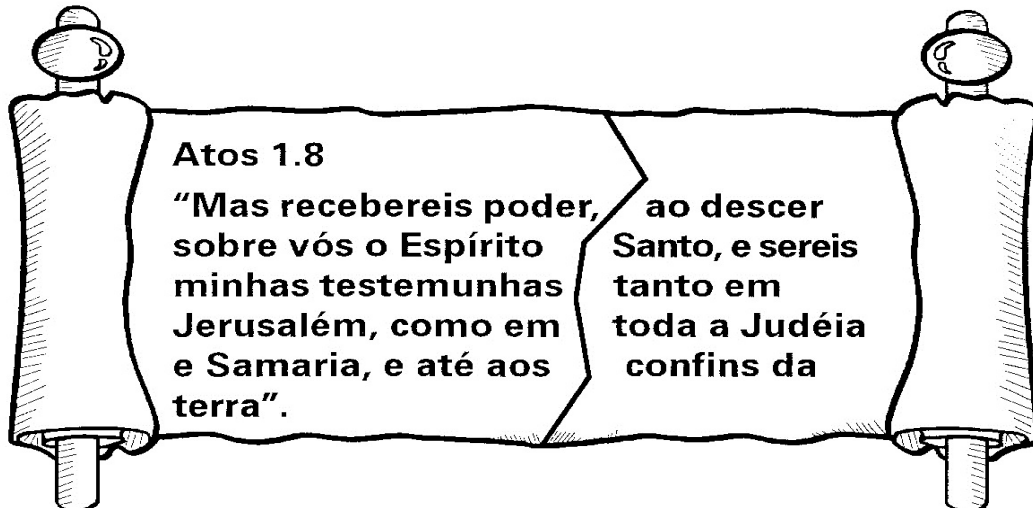 Atos 1.8
“Mas recebereis poder, ao descer
sobre vós o Espírito Santo, e sereis
minhas testemunhas tanto em
Jerusalém, como em toda a Judéia
e Samaria, e até aos confins da
terra”.